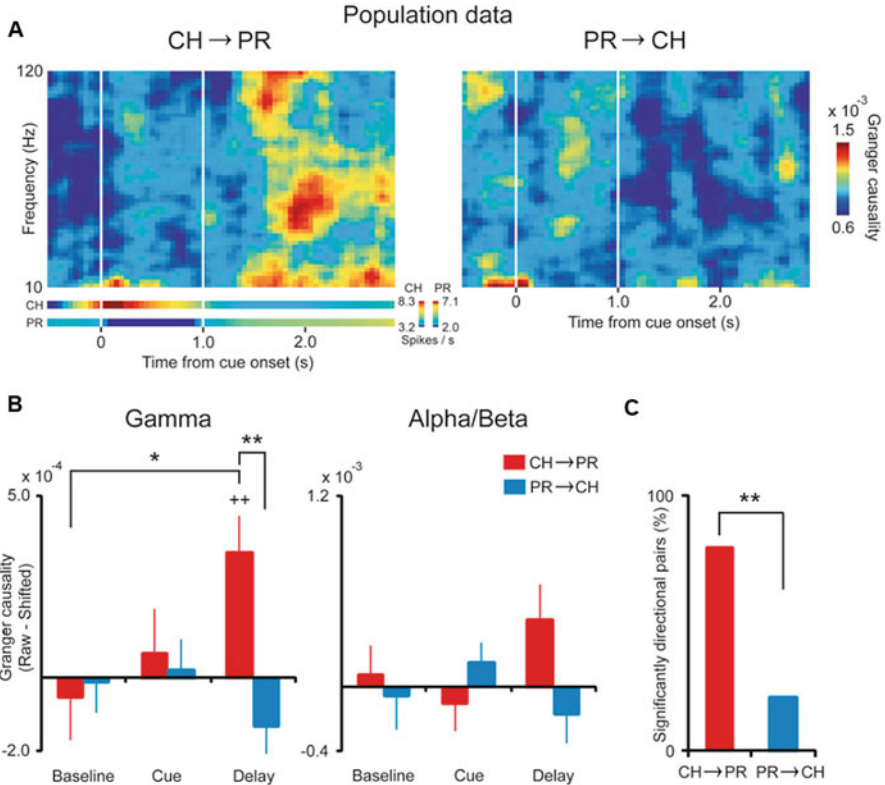 Population data
A
CH → PR
PR → CH
120
Frequency (Hz)
10
CH
PR
0
1.0
2.0
Time from cue onset (s)
CH PR
8.3 7.1
3.2 2.0
Spikes / s
0
1.0
2.0
Time from cue onset (s)
x 10⁻³
1.5
0.6
Granger causality
B
Gamma
x 10⁻⁴
5.0
-2.0
Granger causality
(Raw - Shifted)
*
**
++
Baseline Cue Delay
Alpha/Beta
x 10⁻³
1.2
-0.4
CH→PR
PR→CH
Baseline Cue Delay
C
100
0
Significantly directional pairs (%)
**
CH→PR PR→CH